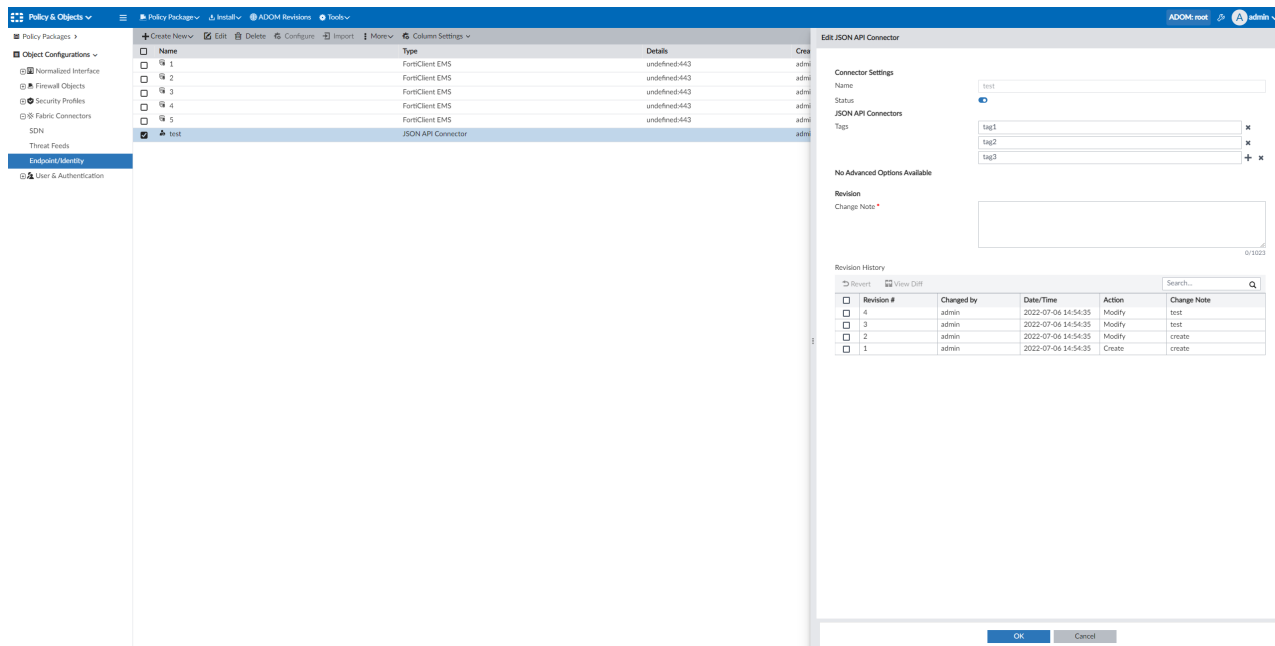 Policy & Objects
Policy Package
Install
ADOM Revisions
Tools
ADOM: root
A admin
Policy Packages
Object Configurations
Normalized Interface
Firewall Objects
Security Profiles
Fabric Connectors
SDN
Threat Feeds
Endpoint/Identity
User & Authentication
Create New Edit Delete Configure Import More Column Settings
Name Type Details Crea
1 FortiClient EMS undefined:443 admi
2 FortiClient EMS undefined:443 admi
3 FortiClient EMS undefined:443 admi
4 FortiClient EMS undefined:443 admi
5 FortiClient EMS undefined:443 admi
test JSON API Connector admi
Edit JSON API Connector
Connector Settings
Name test
Status
JSON API Connectors
Tags tag1
tag2
tag3
No Advanced Options Available
Revision
Change Note *
0/1023
Revision History
Revert View Diff Search...
Revision # Changed by Date/Time Action Change Note
4 admin 2022-07-06 14:54:35 Modify test
3 admin 2022-07-06 14:54:35 Modify test
2 admin 2022-07-06 14:54:35 Modify create
1 admin 2022-07-06 14:54:35 Create create
OK Cancel